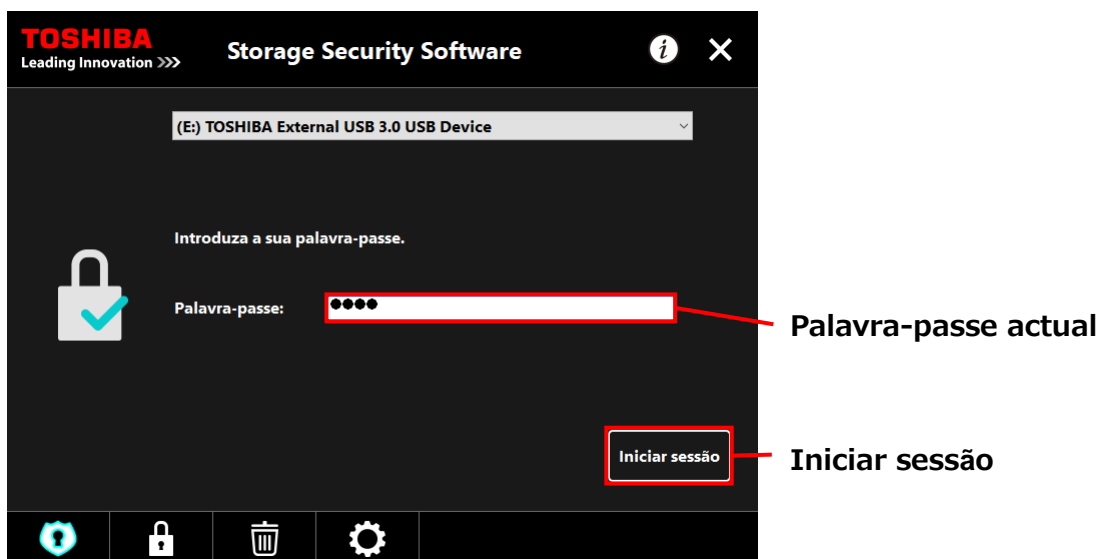 TOSHIBA
Leading Innovation >>>
Storage Security Software
(E:) TOSHIBA External USB 3.0 USB Device
Introduza a sua palavra-passe.
Palavra-passe:
Palavra-passe actual
Iniciar sessão
Iniciar sessão